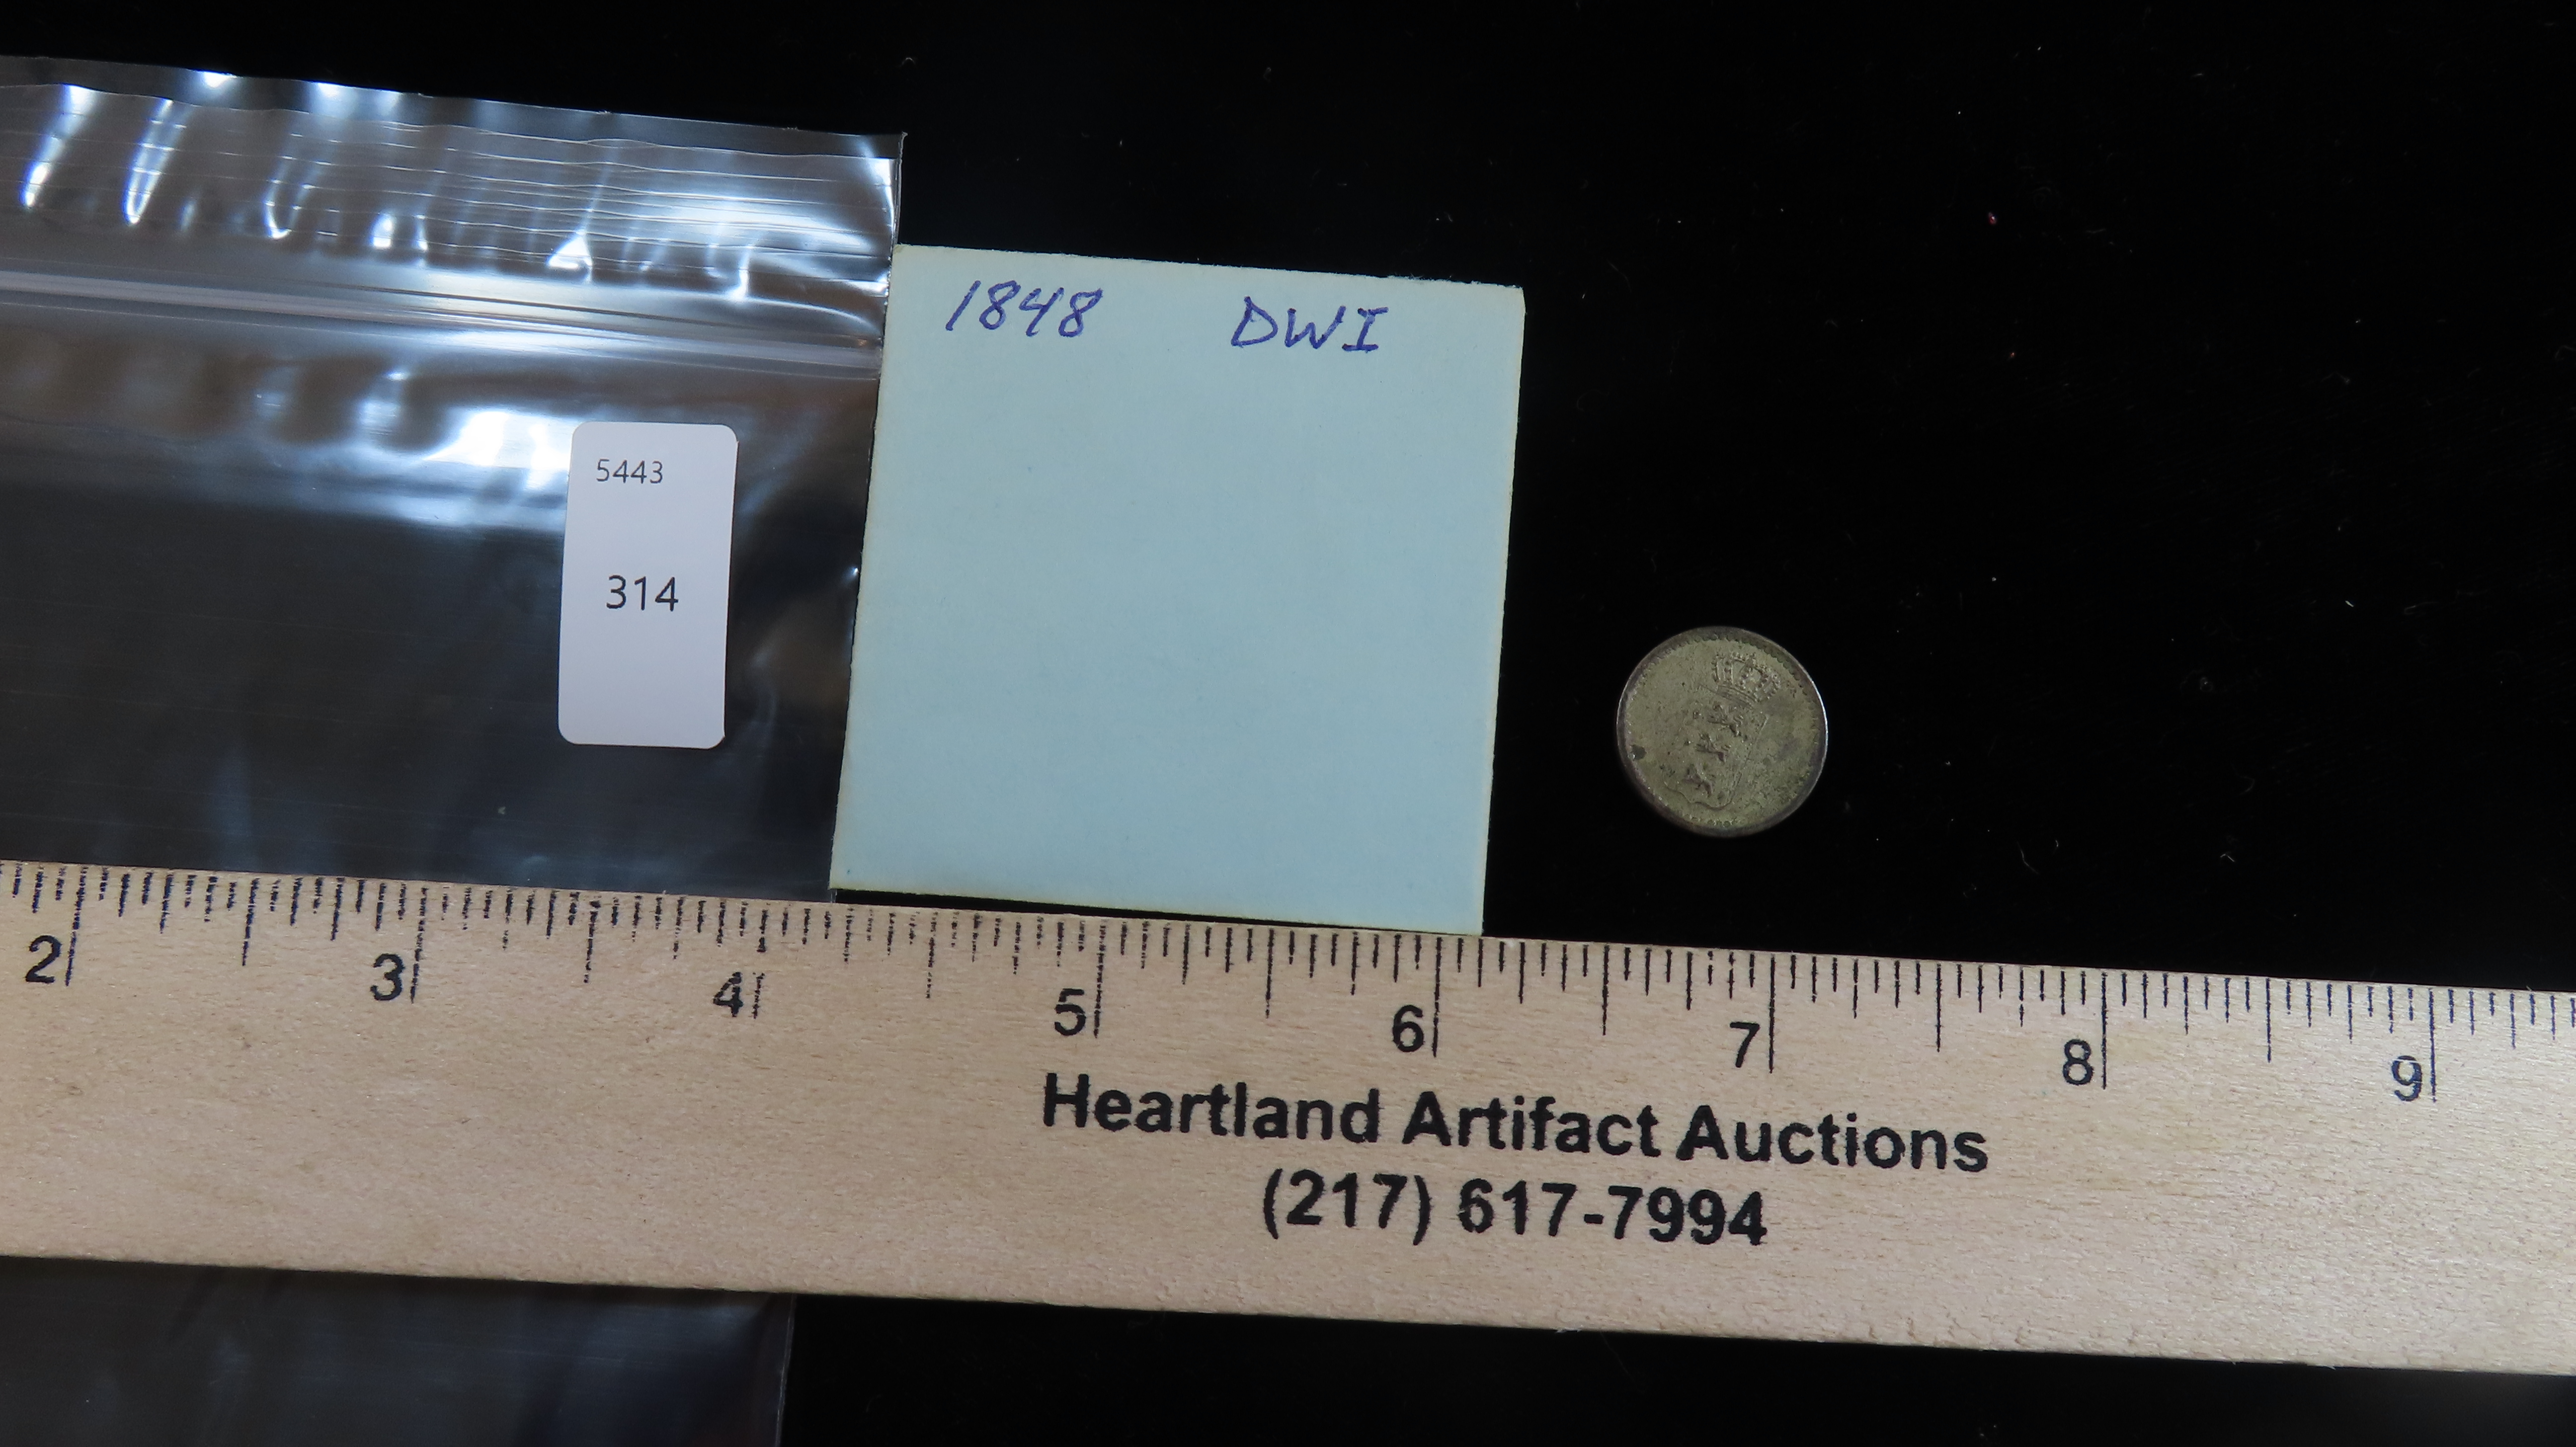 1848 DWI
5443
314
2 3 4 5 6 7 8 9
Heartland Artifact Auctions
(217) 617-7994